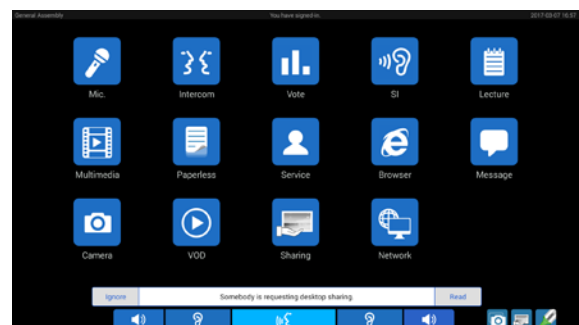 General Assembly
You have signed in.
2017-03-07 16:57
Mic.
Intercom
Vote
SI
Lecture
Multimedia
Paperless
Service
Browser
Message
Camera
VOD
Sharing
Network
Ignore
Somebody is requesting desktop sharing.
Read